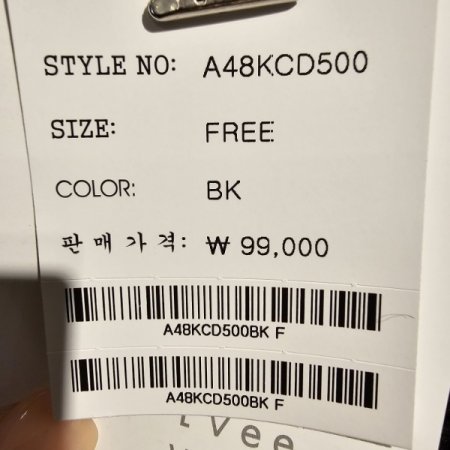 STYLE NO: A48KCD500
SIZE: FREE
COLOR: BK
판매가격: ₩ 99,000
A48KCD500BK F
A48KCD500BK F